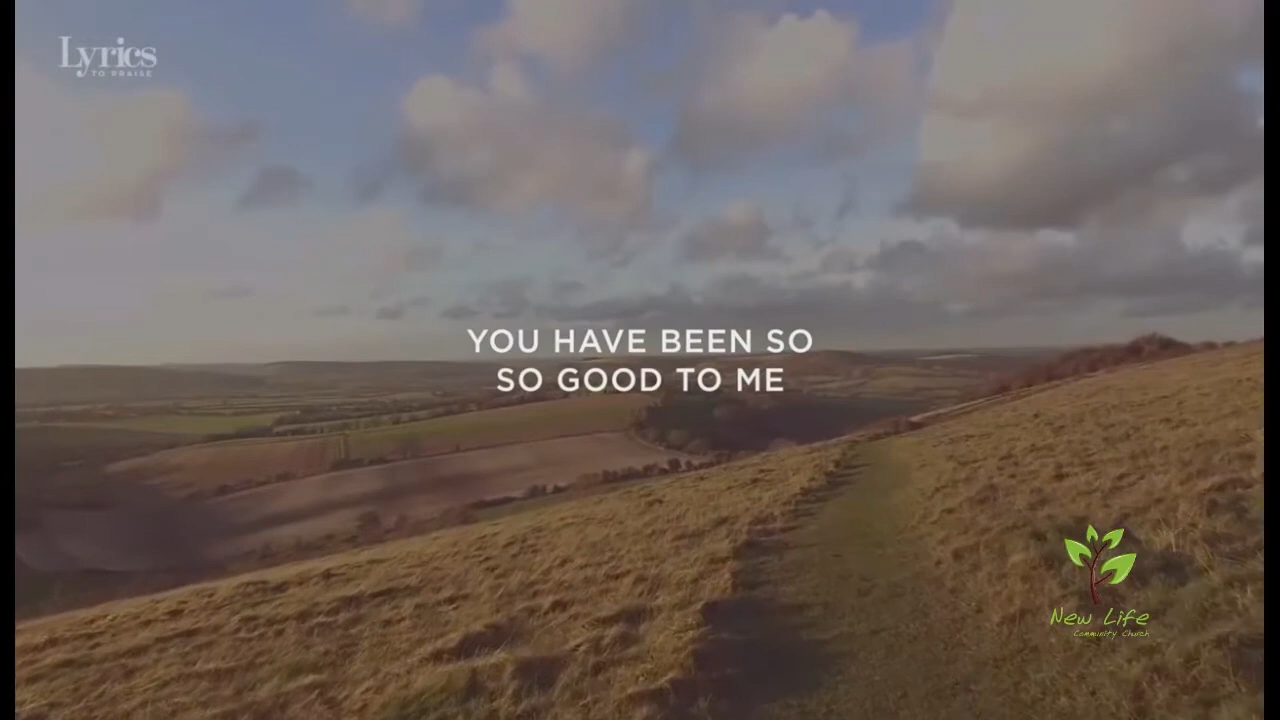 Lyrics
TO PRAISE
YOU HAVE BEEN SO
SO GOOD TO ME
New Life
Community Church